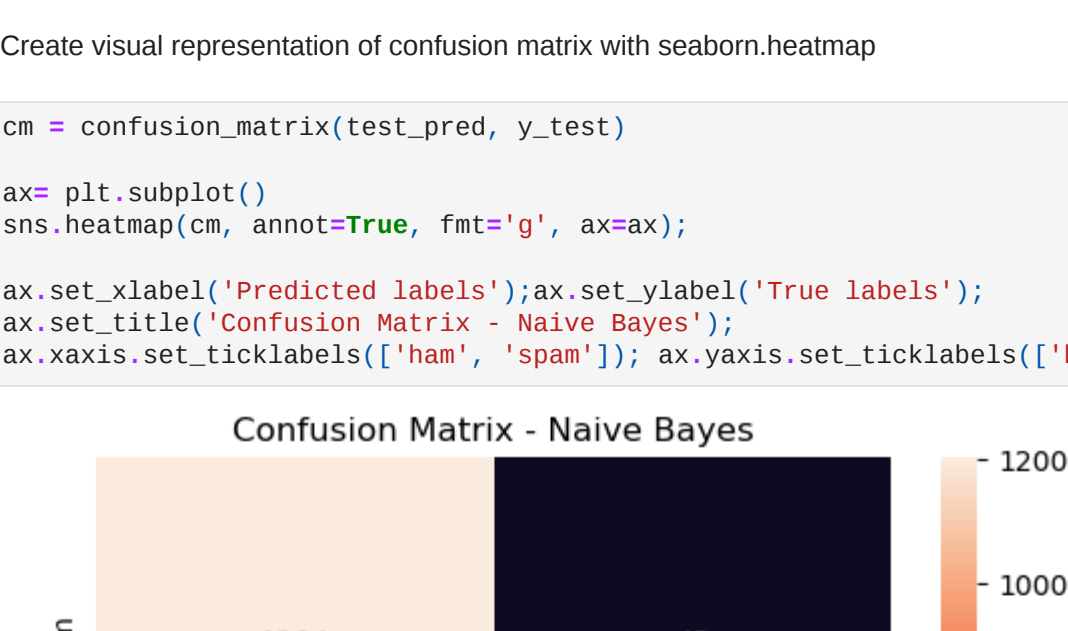 Create visual representation of confusion matrix with seaborn.heatmap
cm = confusion_matrix(test_pred, y_test)
ax= plt.subplot()
sns.heatmap(cm, annot=True, fmt='g', ax=ax);
ax.set_xlabel('Predicted labels');ax.set_ylabel('True labels');
ax.set_title('Confusion Matrix - Naive Bayes');
ax.xaxis.set_ticklabels(['ham', 'spam']); ax.yaxis.set_ticklabels(['
Confusion Matrix - Naive Bayes
1200
1000